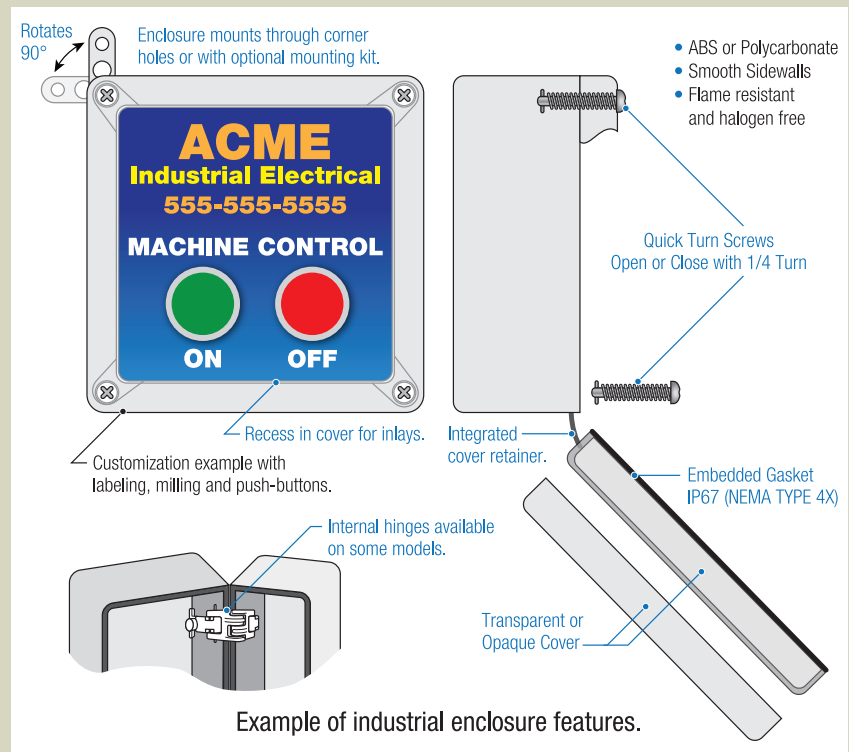 Rotates
90°
Enclosure mounts through corner
holes or with optional mounting kit.
• ABS or Polycarbonate
• Smooth Sidewalls
• Flame resistant
and halogen free
ACME
Industrial Electrical
555-555-5555
MACHINE CONTROL
ON
OFF
Quick Turn Screws
Open or Close with 1/4 Turn
Recess in cover for inlays.
Customization example with
labeling, milling and push-buttons.
Integrated
cover retainer.
Embedded Gasket
IP67 (NEMA TYPE 4X)
Internal hinges available
on some models.
Transparent or
Opaque Cover
Example of industrial enclosure features.